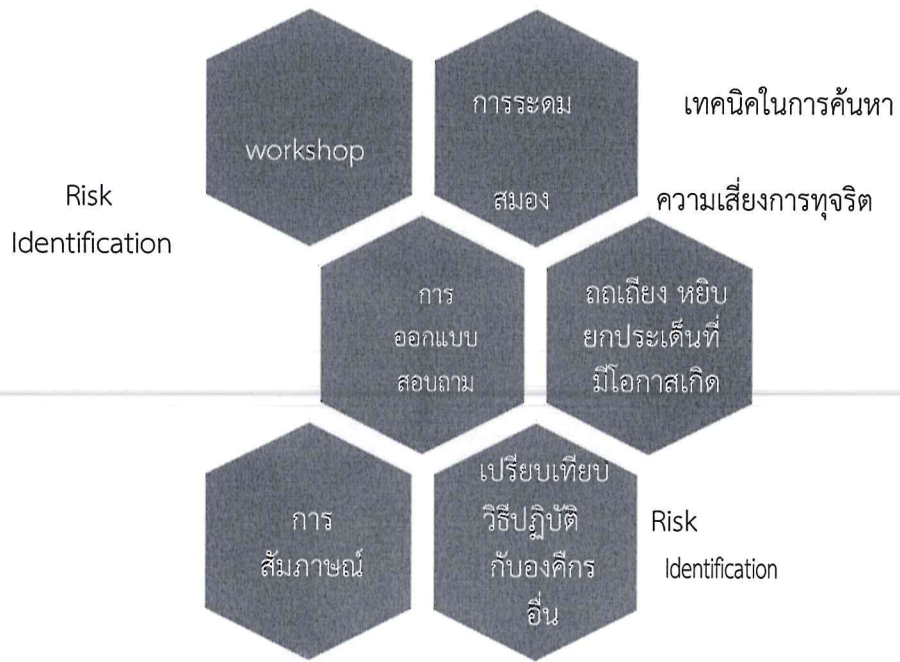 การระดม
เทคนิคในการค้นหา
workshop
Risk
สมอง
ความเสี่ยงการทุจริต
Identification
การ
ออกแบบ
สอบถาม
ถถเถียง หยิบ
ยกประเด็นที่
มีโอกาสเกิด
เปรียบเทียบ
วิธีปฏิบัติ
กับองค์กร
อื่น
การ
สัมภาษณ์
Risk
Identification